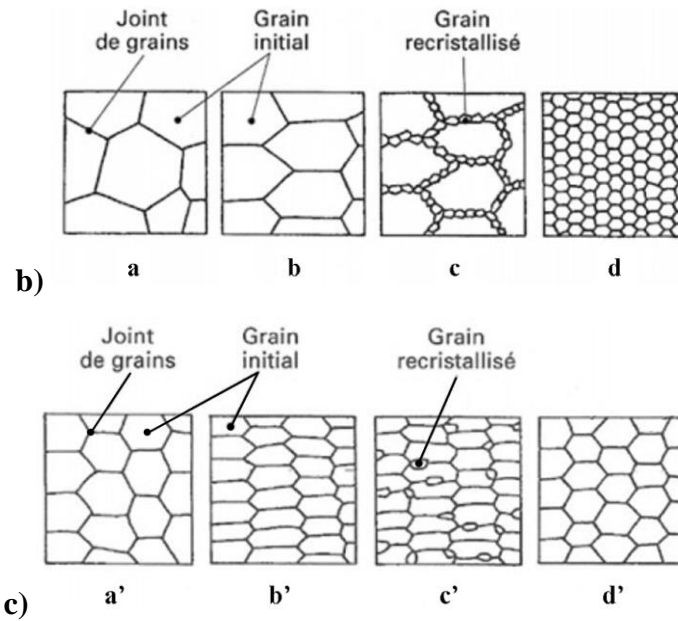 Joint
de grains
Grain
initial
Grain
recristallisé
a
b
c
d
b)
Joint
de grains
Grain
initial
Grain
recristallisé
a’
b’
c’
d’
c)